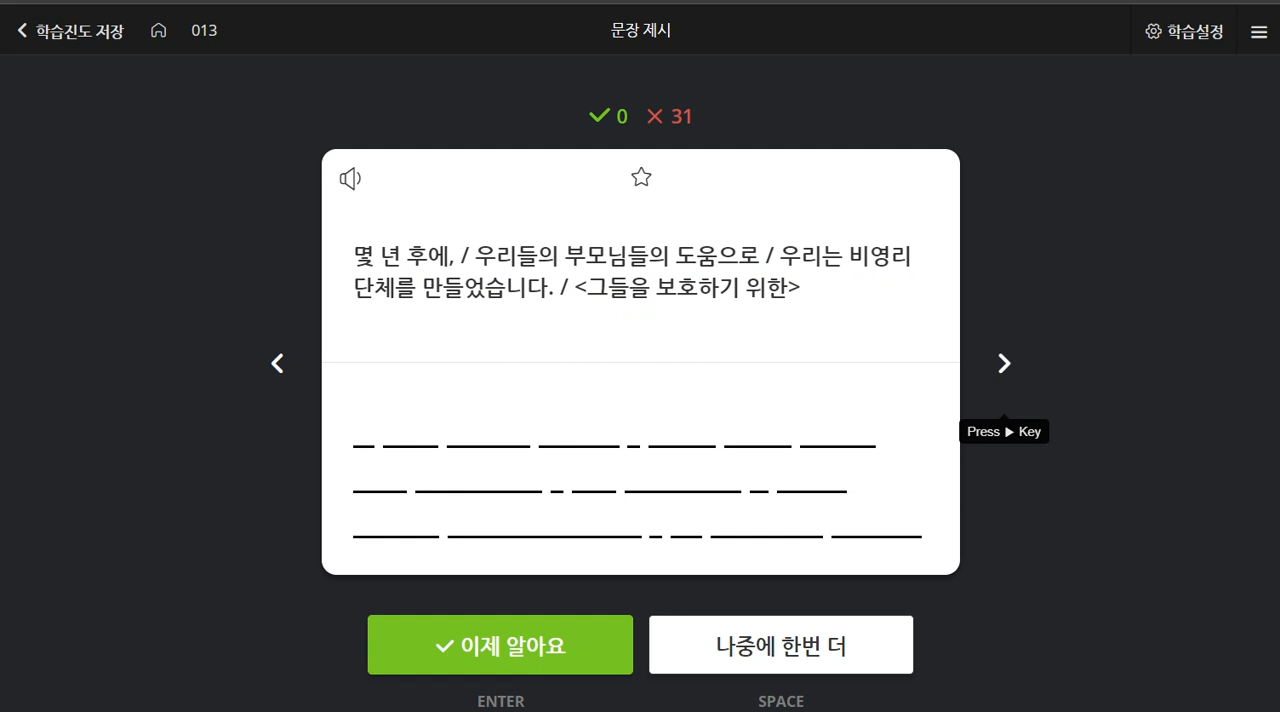 학습진도 저장 013 문장 제시 학습설정
0 31
몇 년 후에, / 우리들의 부모님들의 도움으로 / 우리는 비영리
단체를 만들었습니다. / <그들을 보호하기 위한>
Press ▶ Key
이제 알아요 나중에 한번 더
ENTER SPACE